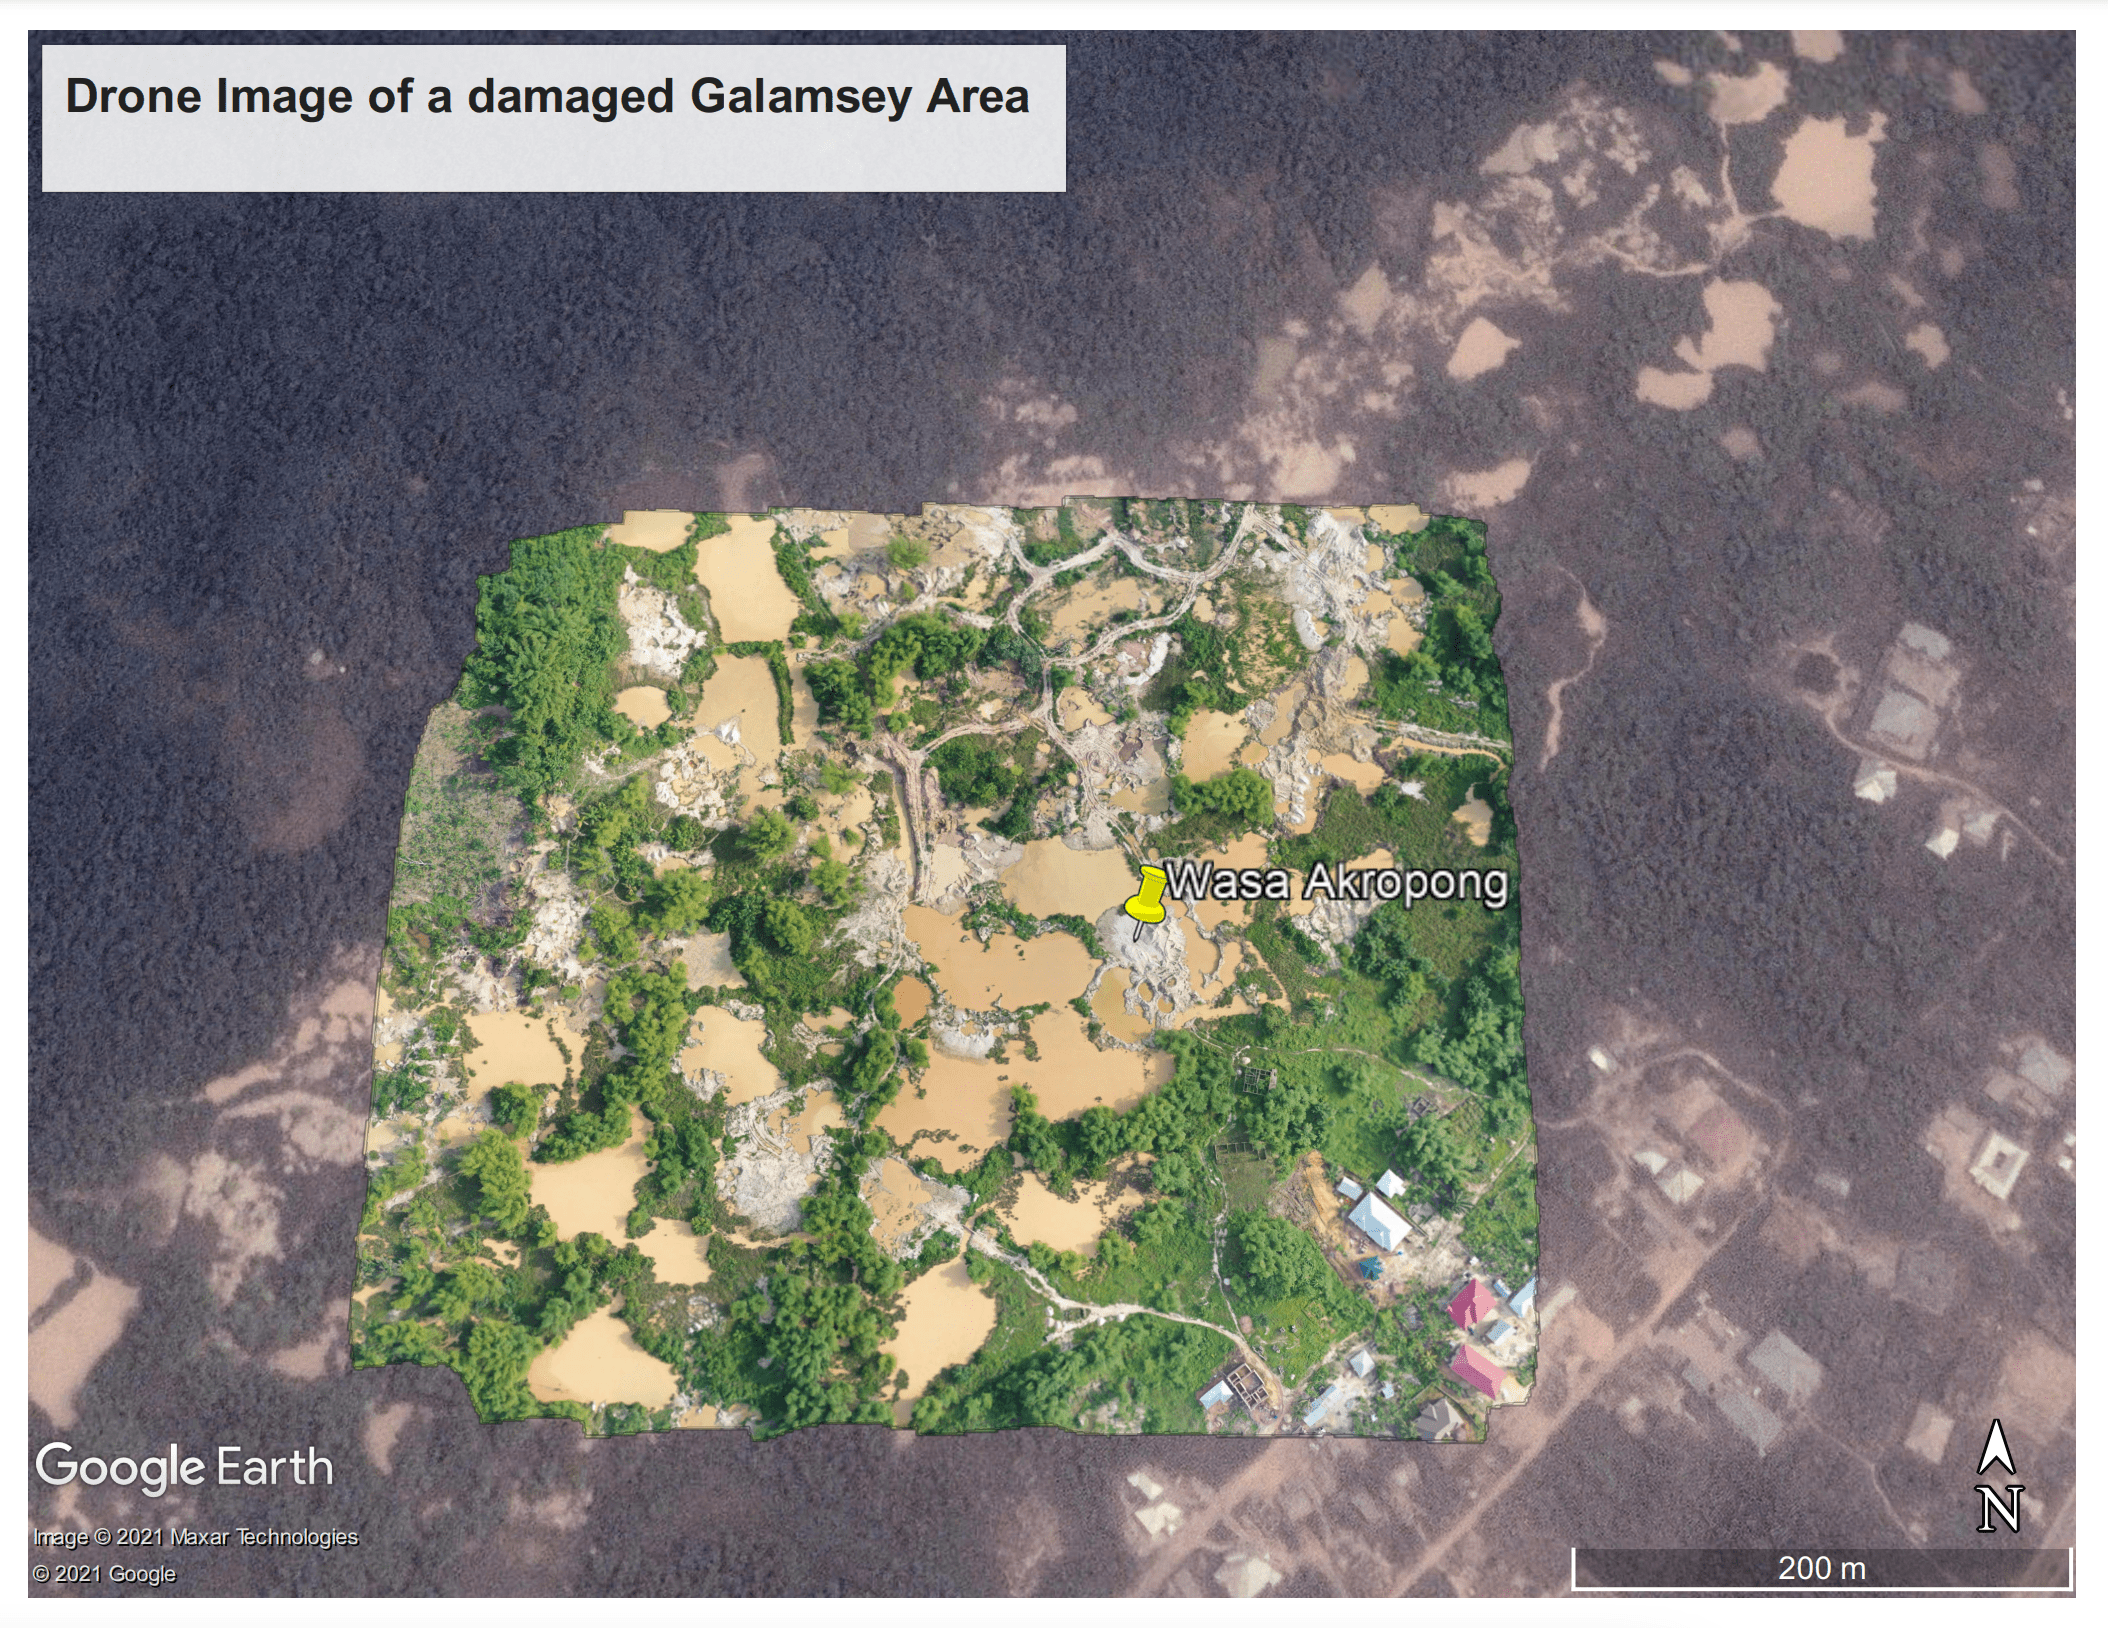 Drone Image of a damaged Galamsey Area
Wasa Akropong
Google Earth
Image © 2021 Maxar Technologies
© 2021 Google
N
200 m